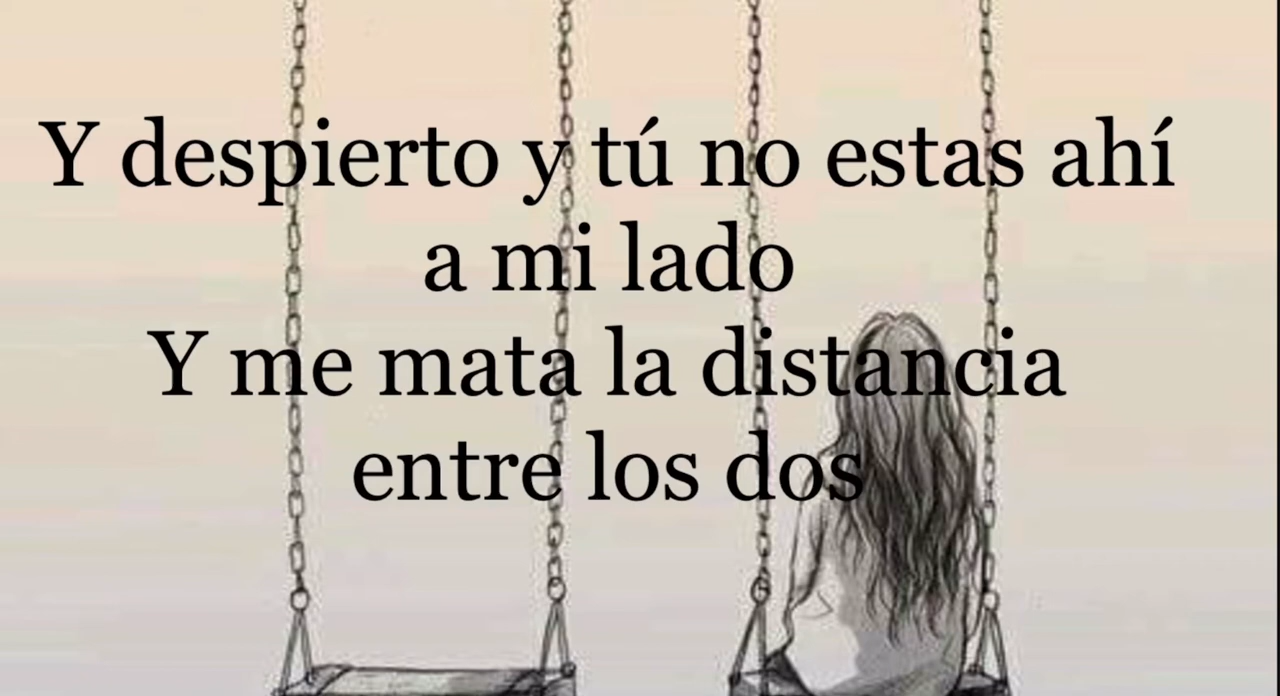 Y despierto y tú no estas ahí
a mi lado
Y me mata la distancia
entre los dos